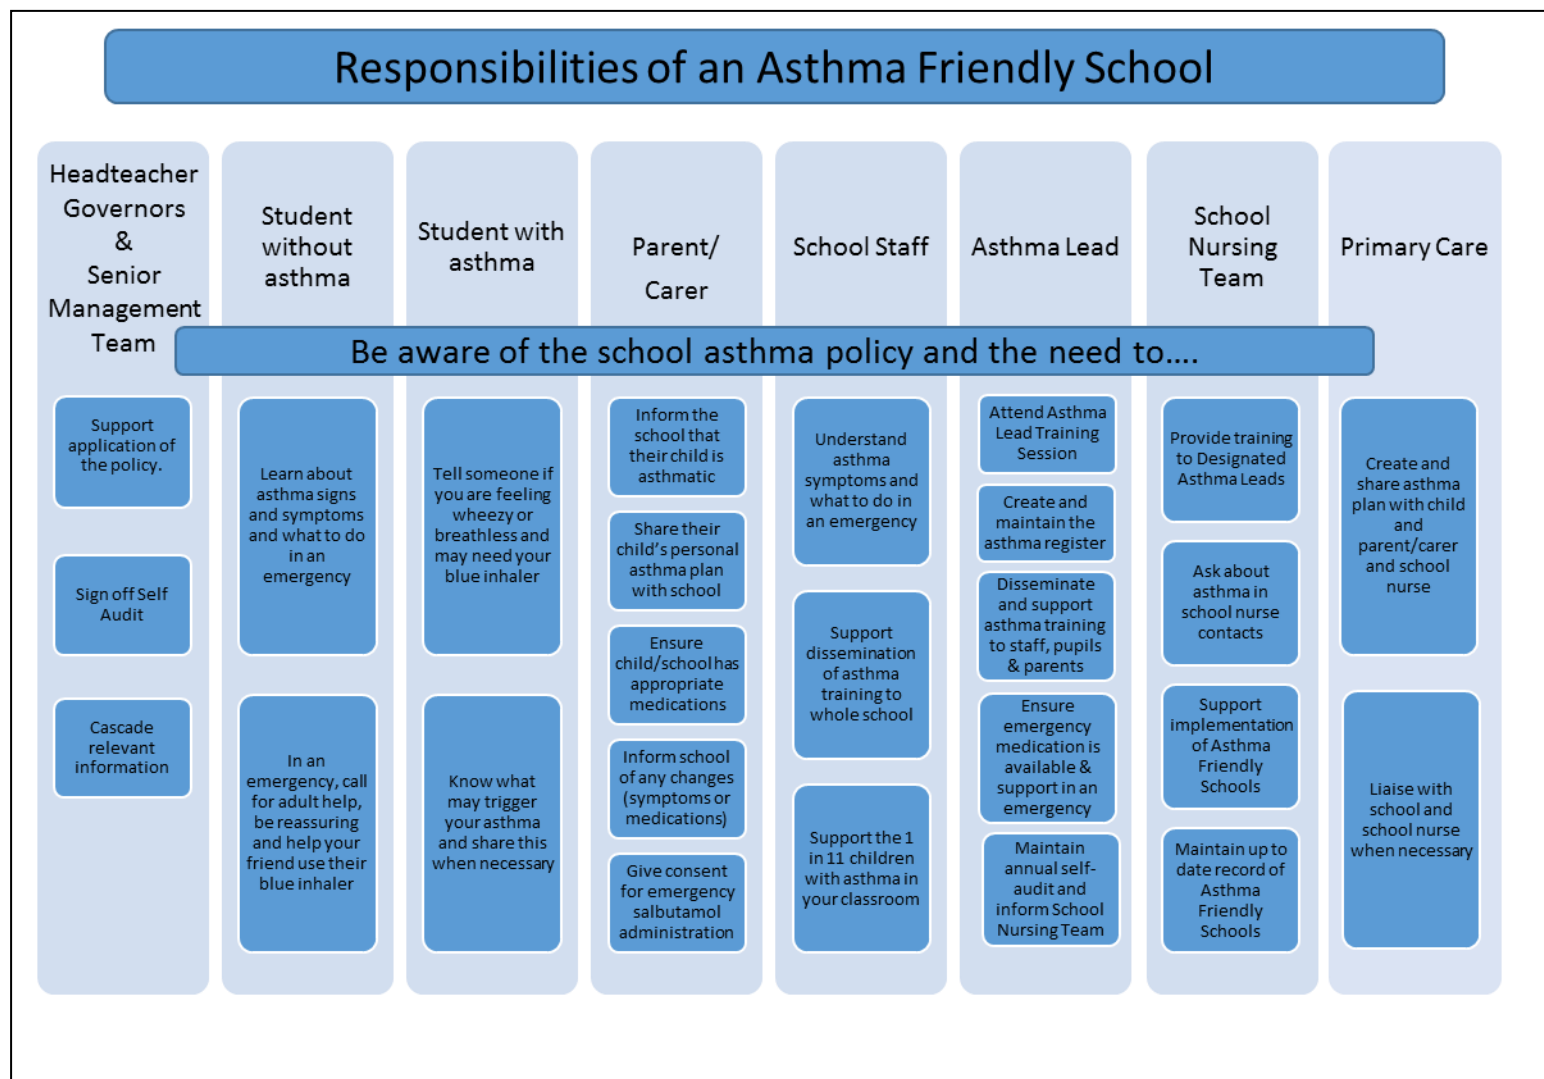 Responsibilities of an Asthma Friendly School
Headteacher
Governors
&
Senior
Management
Team
Student
without
asthma
Student with
asthma
Parent/
Carer
School Staff
Asthma Lead
School
Nursing
Team
Primary Care
Be aware of the school asthma policy and the need to....
Support
application of
the policy.
Sign off Self
Audit
Cascade
relevant
information
Learn about
asthma signs
and symptoms
and what to do
in an
emergency
In an
emergency, call
for adult help,
be reassuring
and help your
friend use their
blue inhaler
Tell someone if
you are feeling
wheezy or
breathless and
may need your
blue inhaler
Know what
may trigger
your asthma
and share this
when necessary
Inform the
school that
their child is
asthmatic
Share their
child’s personal
asthma plan
with school
Ensure
child/school has
appropriate
medications
Inform school
of any changes
(symptoms or
medications)
Give consent
for emergency
salbutamol
administration
Understand
asthma
symptoms and
what to do in
an emergency
Support
dissemination
of asthma
training to
whole school
Support the 1
in 11 children
with asthma in
your classroom
Attend Asthma
Lead Training
Session
Create and
maintain the
asthma register
Disseminate
and support
asthma training
to staff, pupils
& parents
Ensure
emergency
medication is
available &
support in an
emergency
Maintain
annual self-
audit and
inform School
Nursing Team
Provide training
to Designated
Asthma Leads
Ask about
asthma in
school nurse
contacts
Support
implementation
of Asthma
Friendly
Schools
Maintain up to
date record of
Asthma
Friendly
Schools
Create and
share asthma
plan with child
and
parent/carer
and school
nurse
Liaise with
school and
school nurse
when necessary